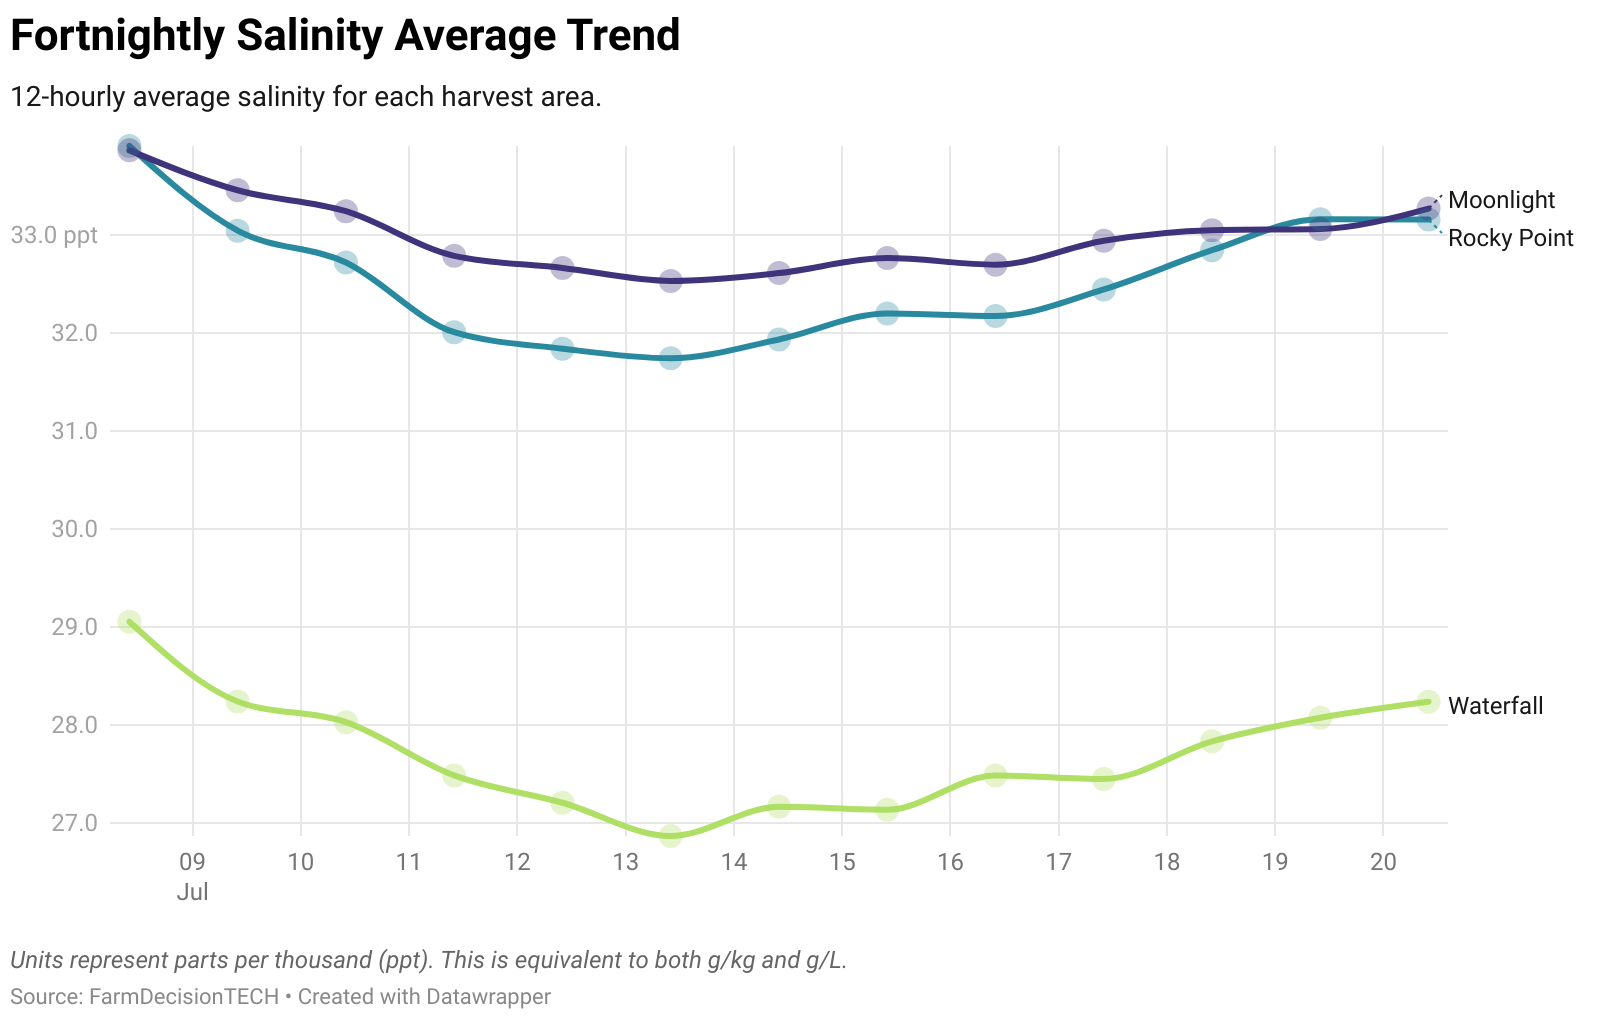 Fortnightly Salinity Average Trend
12-hourly average salinity for each harvest area.
Moonlight
33.0 ppt
Rocky Point
32.0
31.0
30.0
29.0
Waterfall
28.0
27.0
09 10 11 12 13 14 15 16 17 18 19 20
Jul
Units represent parts per thousand (ppt). This is equivalent to both g/kg and g/L.
Source: FarmDecisionTECH • Created with Datawrapper